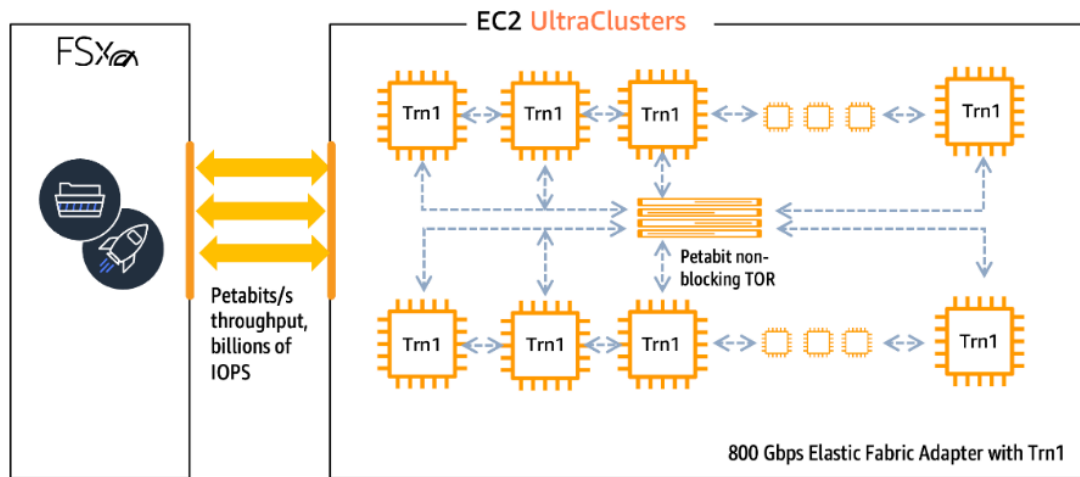 EC2 UltraClusters
FSx
Trn1
Trn1
Trn1
Trn1
Petabit non-
blocking TOR
Petabits/s
throughput,
billions of
IOPS
Trn1
Trn1
Trn1
Trn1
800 Gbps Elastic Fabric Adapter with Trn1